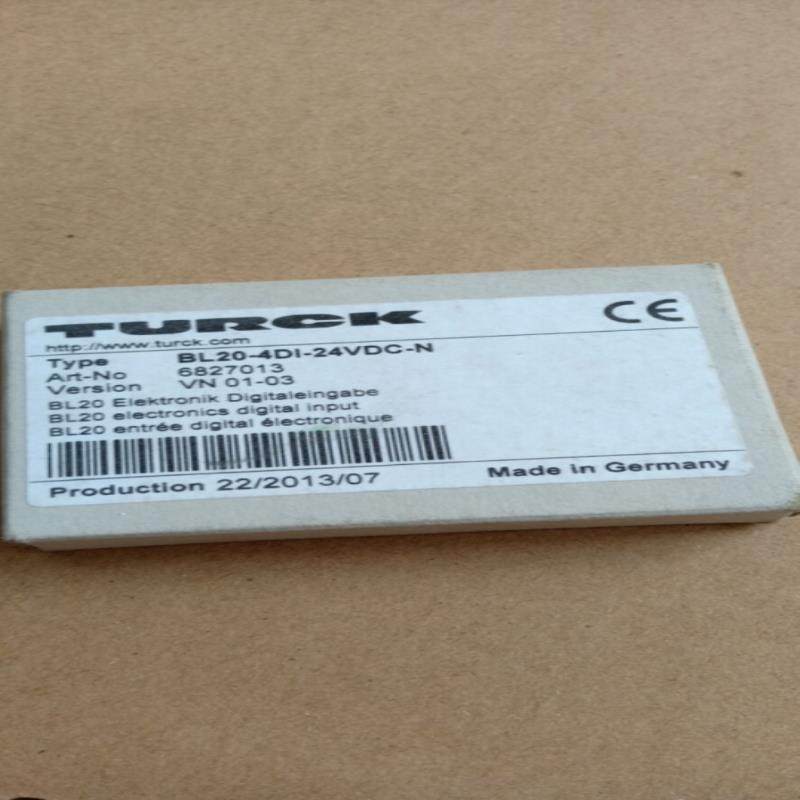 TURCK
CE
http://www.turck.com
Type BL20-4DI-24VDC-N
Art-No 6827013
Version VN 01-03
BL20 Elektronik Digitaleingabe
BL20 electronics digital input
BL20 entrée digital électronique
Production 22/2013/07
Made in Germany